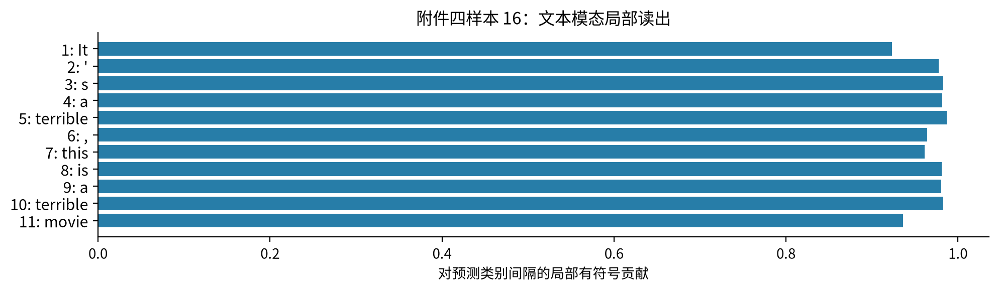 附件四样本 16：文本模态局部读出
1: It
2: '
3: s
4: a
5: terrible
6: ,
7: this
8: is
9: a
10: terrible
11: movie
0.0 0.2 0.4 0.6 0.8 1.0
对预测类别间隔的局部有符号贡献